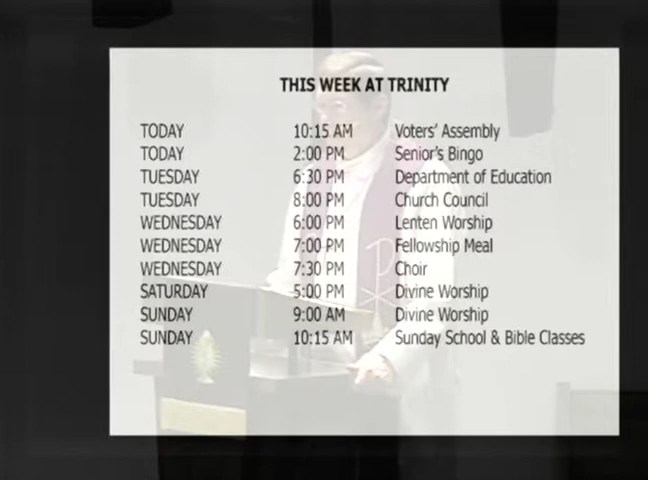 THIS WEEK AT TRINITY
TODAY 10:15 AM Voters' Assembly
TODAY 2:00 PM Senior's Bingo
TUESDAY 6:30 PM Department of Education
TUESDAY 8:00 PM Church Council
WEDNESDAY 6:00 PM Lenten Worship
WEDNESDAY 7:00 PM Fellowship Meal
WEDNESDAY 7:30 PM Choir
SATURDAY 5:00 PM Divine Worship
SUNDAY 9:00 AM Divine Worship
SUNDAY 10:15 AM Sunday School & Bible Classes